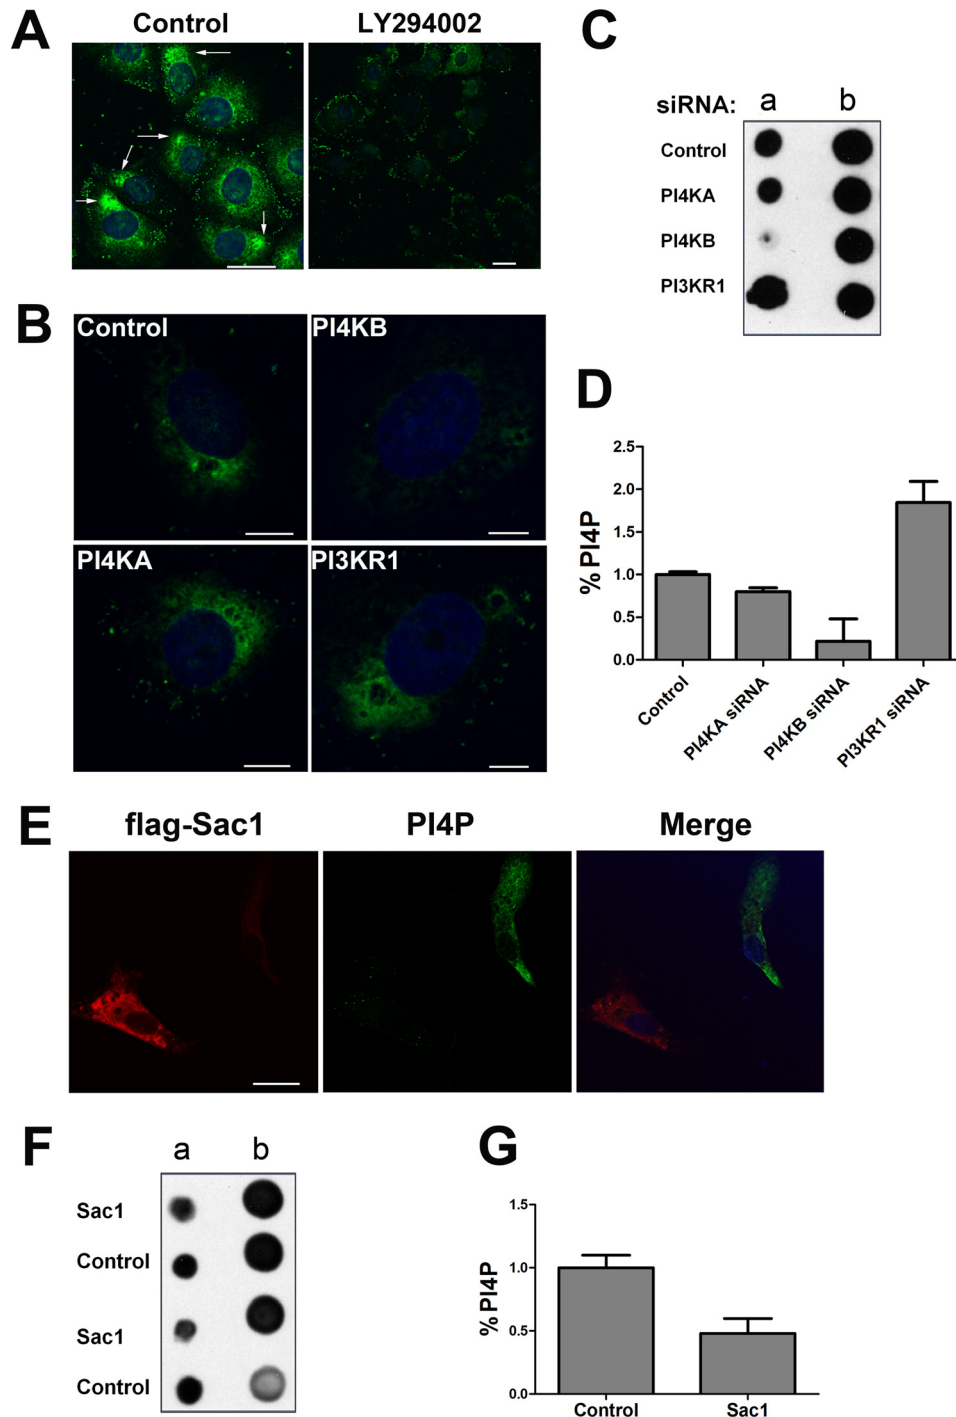 A
Control
LY294002
B
Control
PI4KB
PI4KA
PI3KR1
C
siRNA: a b
Control
PI4KA
PI4KB
PI3KR1
D
% PI4P
2.5
2.0
1.5
1.0
0.5
0.0
Control
PI4KA siRNA
PI4KB siRNA
PI3KR1 siRNA
E
flag-Sac1
PI4P
Merge
F
a b
Sac1
Control
Sac1
Control
G
% PI4P
1.5
1.0
0.5
0.0
Control
Sac1